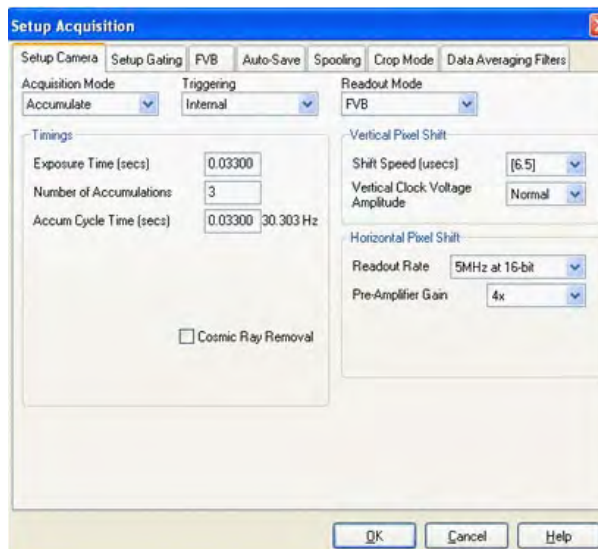 Setup Acquisition
Setup Camera Setup Gating FVB Auto-Save Spooling Crop Mode Data Averaging Filters
Acquisition Mode Triggering Readout Mode
Accumulate Internal FVB
Timings
Exposure Time (secs) 0.03300
Number of Accumulations 3
Accum Cycle Time (secs) 0.03300 30.303 Hz
Cosmic Ray Removal
Vertical Pixel Shift
Shift Speed (usecs) [6.5]
Vertical Clock Voltage
Amplitude Normal
Horizontal Pixel Shift
Readout Rate 5MHz at 16-bit
Pre-Amplifier Gain 4x
OK Cancel Help